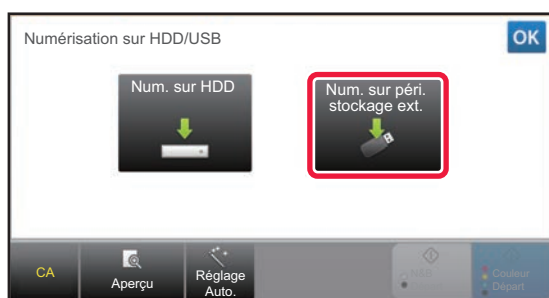 Numérisation sur HDD/USB
OK
Num. sur HDD
Num. sur péri.
stockage ext.
CA
Aperçu
Réglage
Auto.
N&B
Couleur
Départ